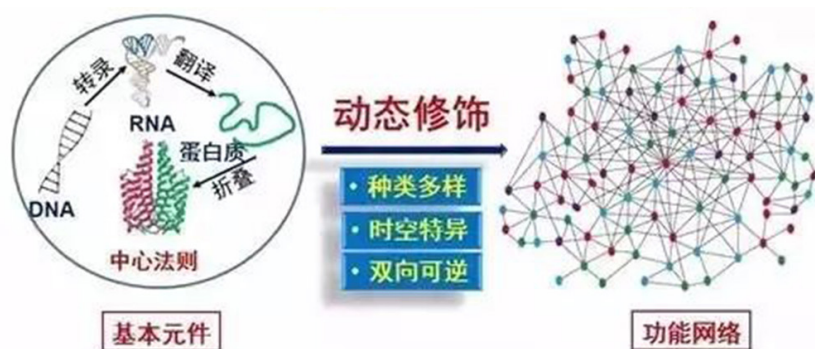 转录
翻译
RNA
蛋白质
折叠
DNA
中心法则
基本元件
动态修饰
• 种类多样
• 时空特异
• 双向可逆
功能网络